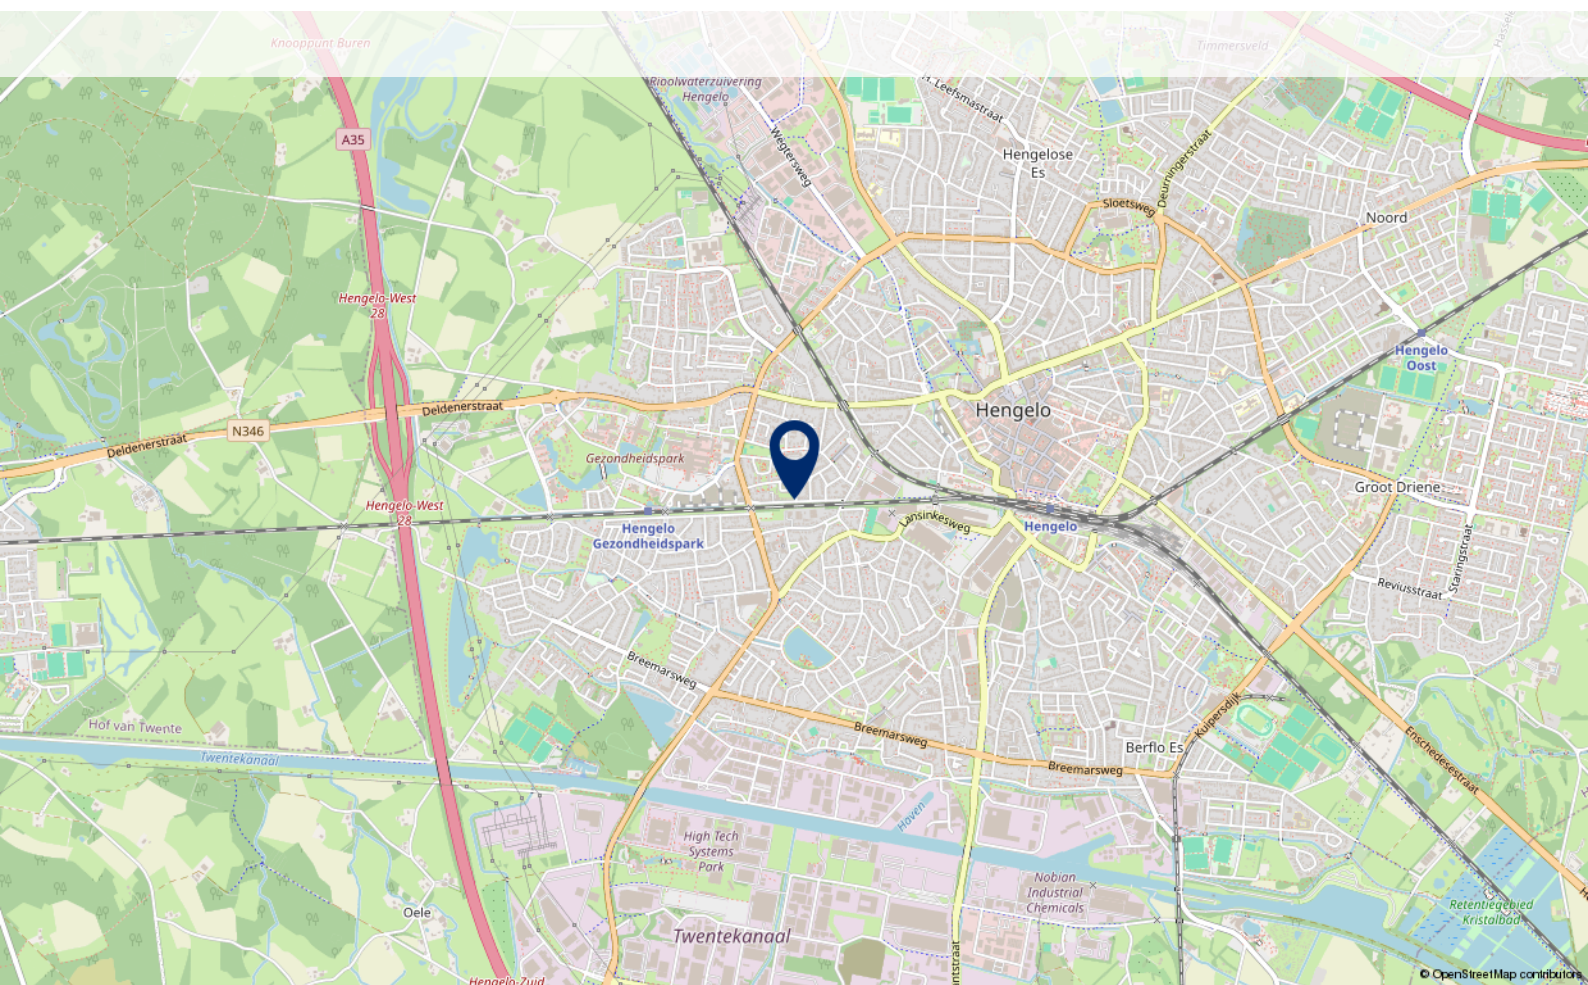 Knooppunt Buren
Timmersveld
Rioolwaterzuivering
Hengelo
H. Leefsmastraat
A35
Wegtersweg
Hengelose
Es
Deurningerstraat
Sloetsweg
Noord
Hengelo-West
28
Hengelo
Oost
Deldenerstraat
N346
Deldenerstraat
Hengelo
Gezondheidspark
Groot Driene
Hengelo-West
28
Lansinkesweg
Hengelo
Hengelo
Gezondheidspark
Staringstraat
Reviusstraat
Breemarsweg
Kuipersdijk
Hof van Twente
Breemarsweg
Berflo Es
Enschedesestraat
Twentekanaal
Breemarsweg
Haven
High Tech
Systems
Park
Nobian
Industrial
Chemicals
Oele
Retentiegebied
Kristalbad
Twentekanaal
ntstraat
Hengelo-Zuid
© OpenStreetMap contributors